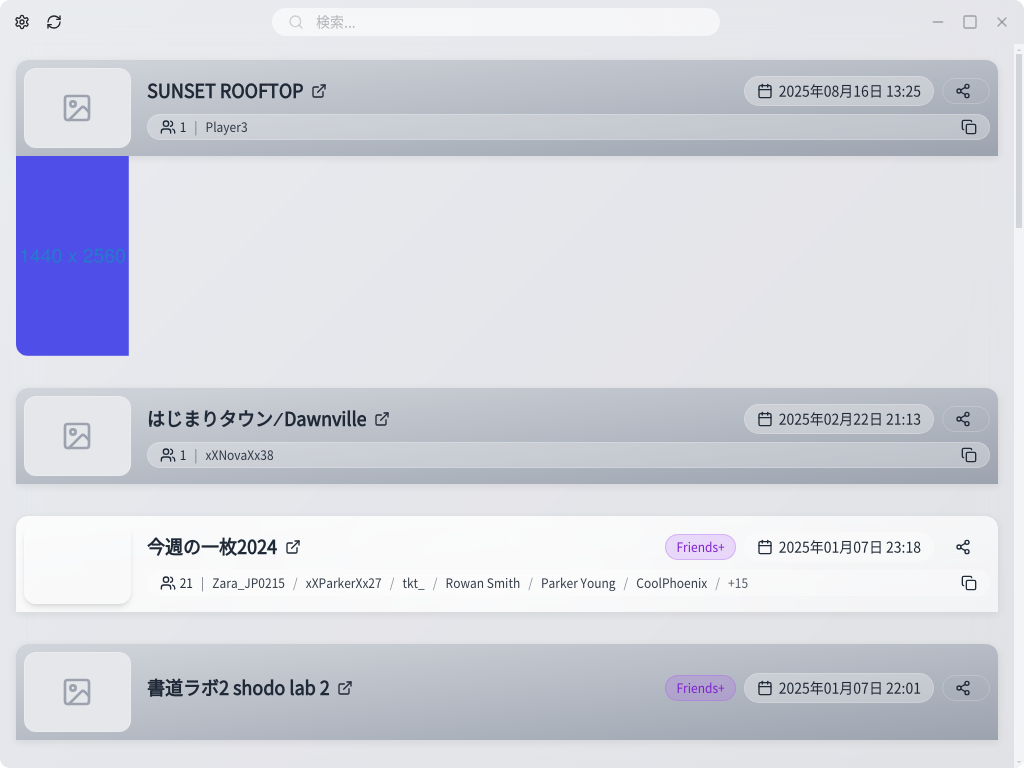 検索...
SUNSET ROOFTOP
2025年08月16日 13:25
1 | Player3
1440 x 2560
はじまりタウン⁄Dawnville
2025年02月22日 21:13
1 | xXNovaXx38
今週の一枚2024
Friends+
2025年01月07日 23:18
21 | Zara_JP0215 / xXParkerXx27 / tkt_ / Rowan Smith / Parker Young / CoolPhoenix / +15
書道ラボ2 shodo lab 2
Friends+
2025年01月07日 22:01